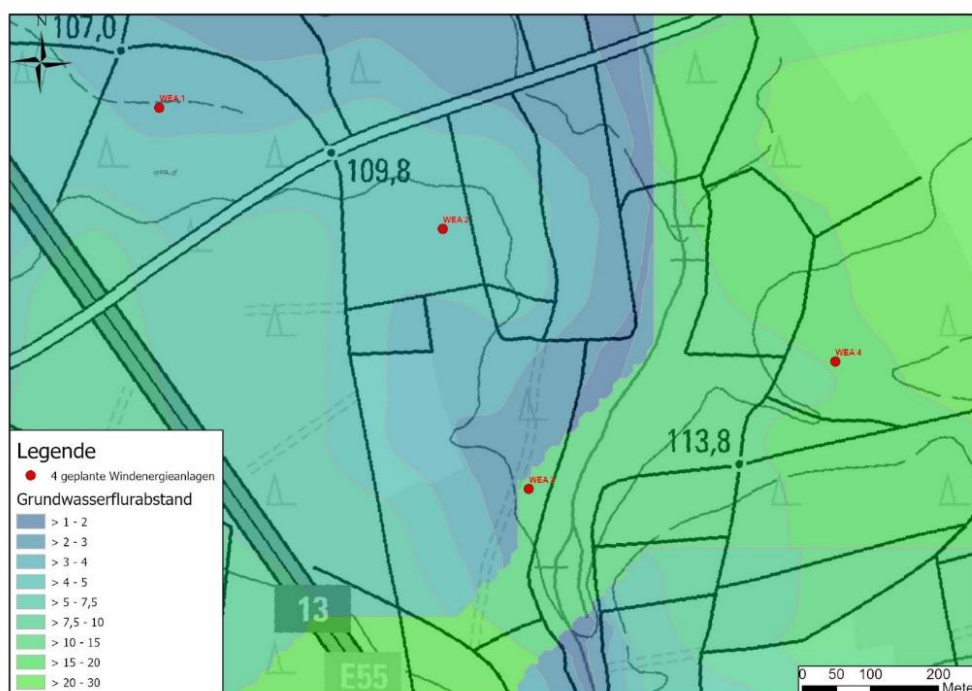 N
107,0
WEA 1
109,8
WEA 2
WEA 4
113,8
13
E55
Legende
4 geplante Windenergieanlagen
Grundwasserflurabstand
> 1 - 2
> 2 - 3
> 3 - 4
> 4 - 5
> 5 - 7,5
> 7,5 - 10
> 10 - 15
> 15 - 20
> 20 - 30
0 50 100 200
Mete